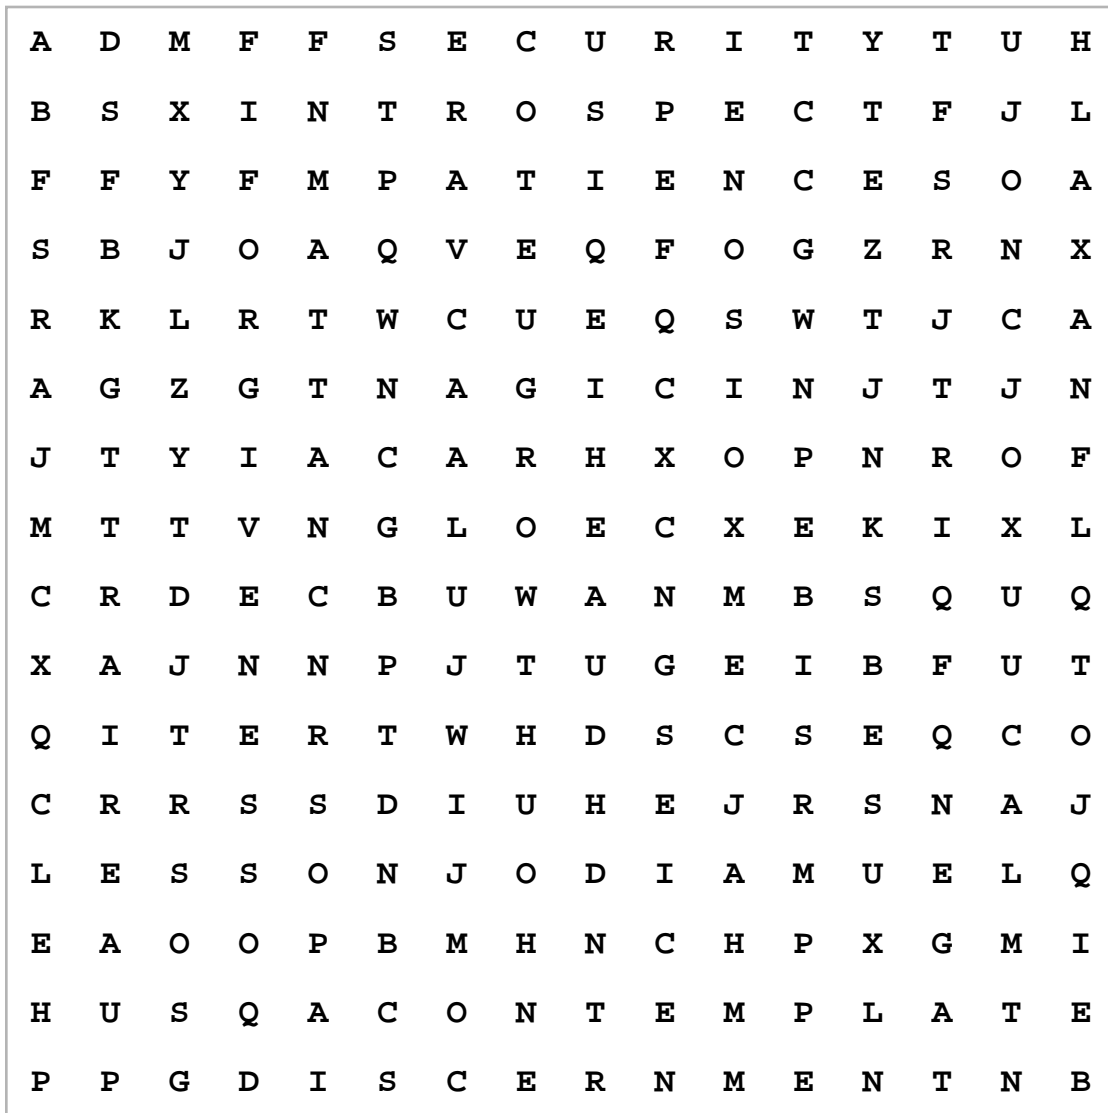 A D M F F S E C U R I T Y T U H
B S X I N T R O S P E C T F J L
F F Y F M P A T I E N C E S O A
S B J O A Q V E Q F O G Z R N X
R K L R T W C U E Q S W T J C A
A G Z G T N A G I C I N J T J N
J T Y I A C A R H X O P N R O F
M T T V N G L O E C X E K I X L
C R D E C B U W A N M B S Q U Q
X A J N N P J T U G E I B F U T
Q I T E R T W H D S C S E Q C O
C R R S S D I U H E J R S N A J
L E S S O N J O D I A M U E L Q
E A O O P B M H N C H P X G M I
H U S Q A C O N T E M P L A T E
P P G D I S C E R N M E N T N B